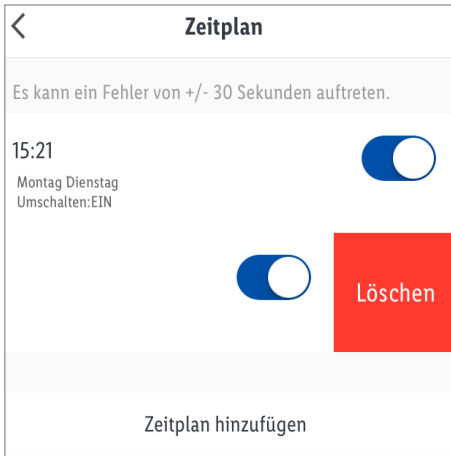 Zeitplan
Es kann ein Fehler von +/- 30 Sekunden auftreten.
15:21
Montag Dienstag
Umschalten:EIN
Löschen
Zeitplan hinzufügen